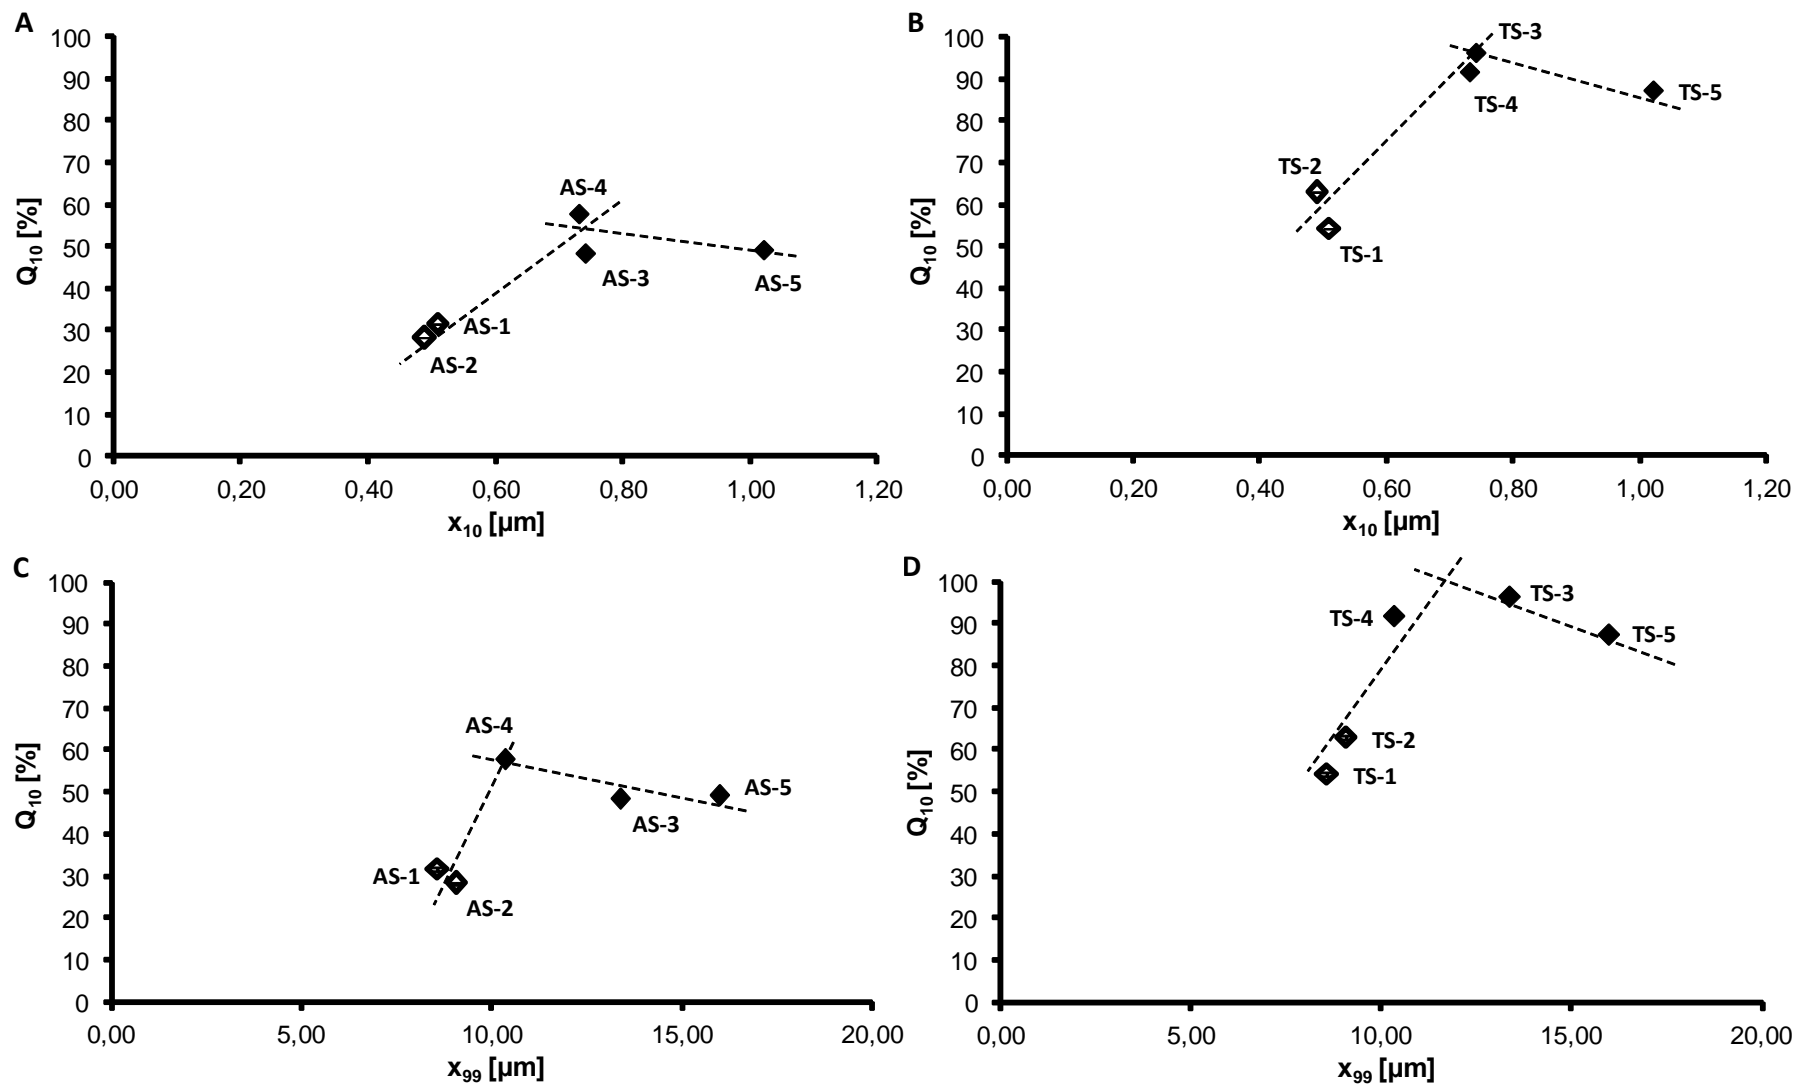 A
100
90
80
70
60
50
40
30
20
10
0
Q10 [%]
AS-4
AS-3
AS-5
AS-1
AS-2
0,00 0,20 0,40 0,60 0,80 1,00 1,20
x10 [µm]
B
100
90
80
70
60
50
40
30
20
10
0
Q10 [%]
TS-3
TS-4
TS-5
TS-2
TS-1
0,00 0,20 0,40 0,60 0,80 1,00 1,20
x10 [µm]
C
100
90
80
70
60
50
40
30
20
10
0
Q10 [%]
AS-4
AS-5
AS-3
AS-1
AS-2
0,00 5,00 10,00 15,00 20,00
x99 [µm]
D
100
90
80
70
60
50
40
30
20
10
0
Q10 [%]
TS-3
TS-4
TS-5
TS-2
TS-1
0,00 5,00 10,00 15,00 20,00
x99 [µm]